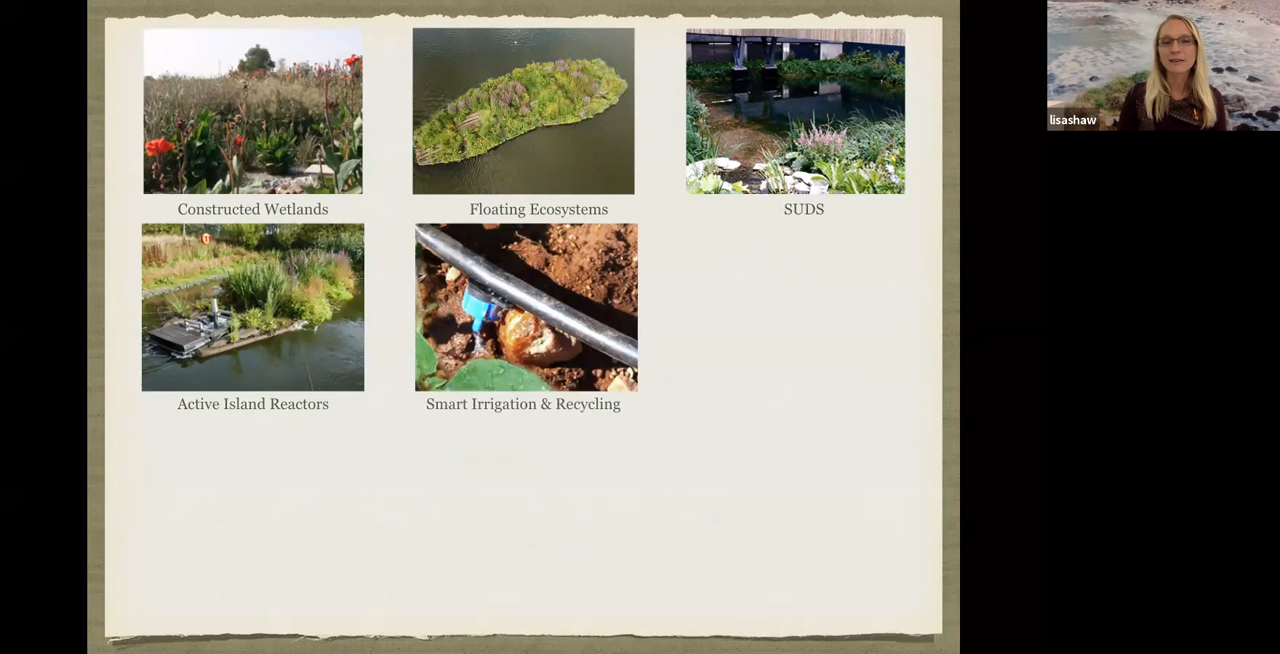 lisashaw
Constructed Wetlands
Floating Ecosystems
SUDS
Active Island Reactors
Smart Irrigation & Recycling